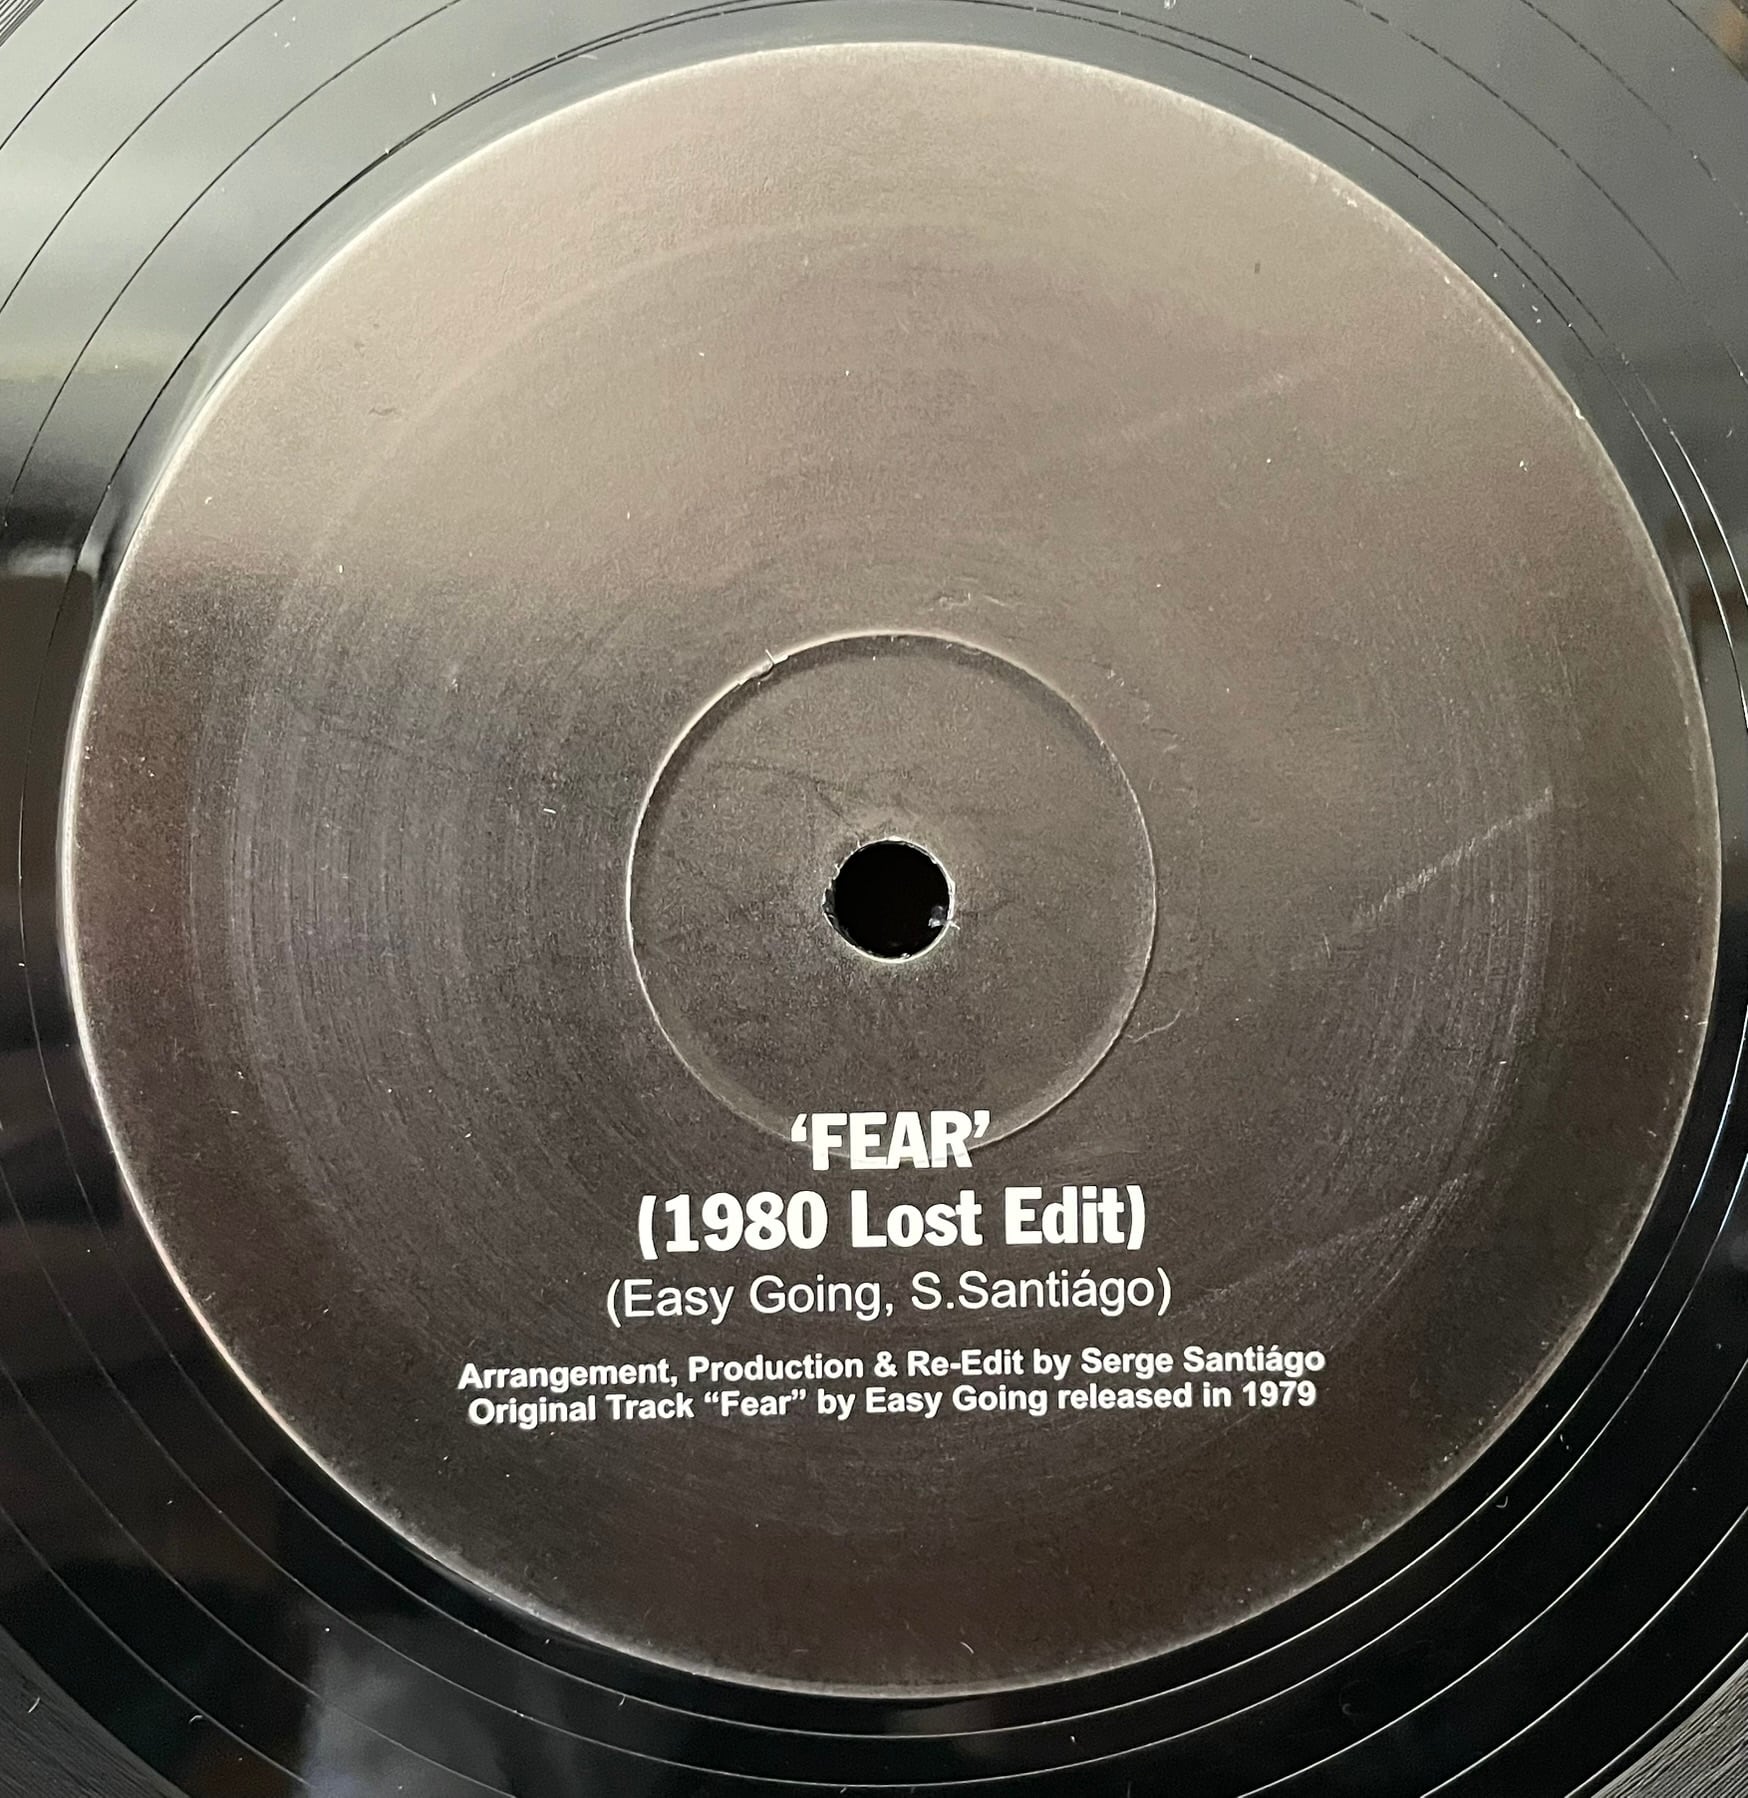 ‘FEAR’
(1980 Lost Edit)
(Easy Going, S.Santiágo)
Arrangement, Production & Re-Edit by Serge Santiágo
Original Track “Fear” by Easy Going released in 1979